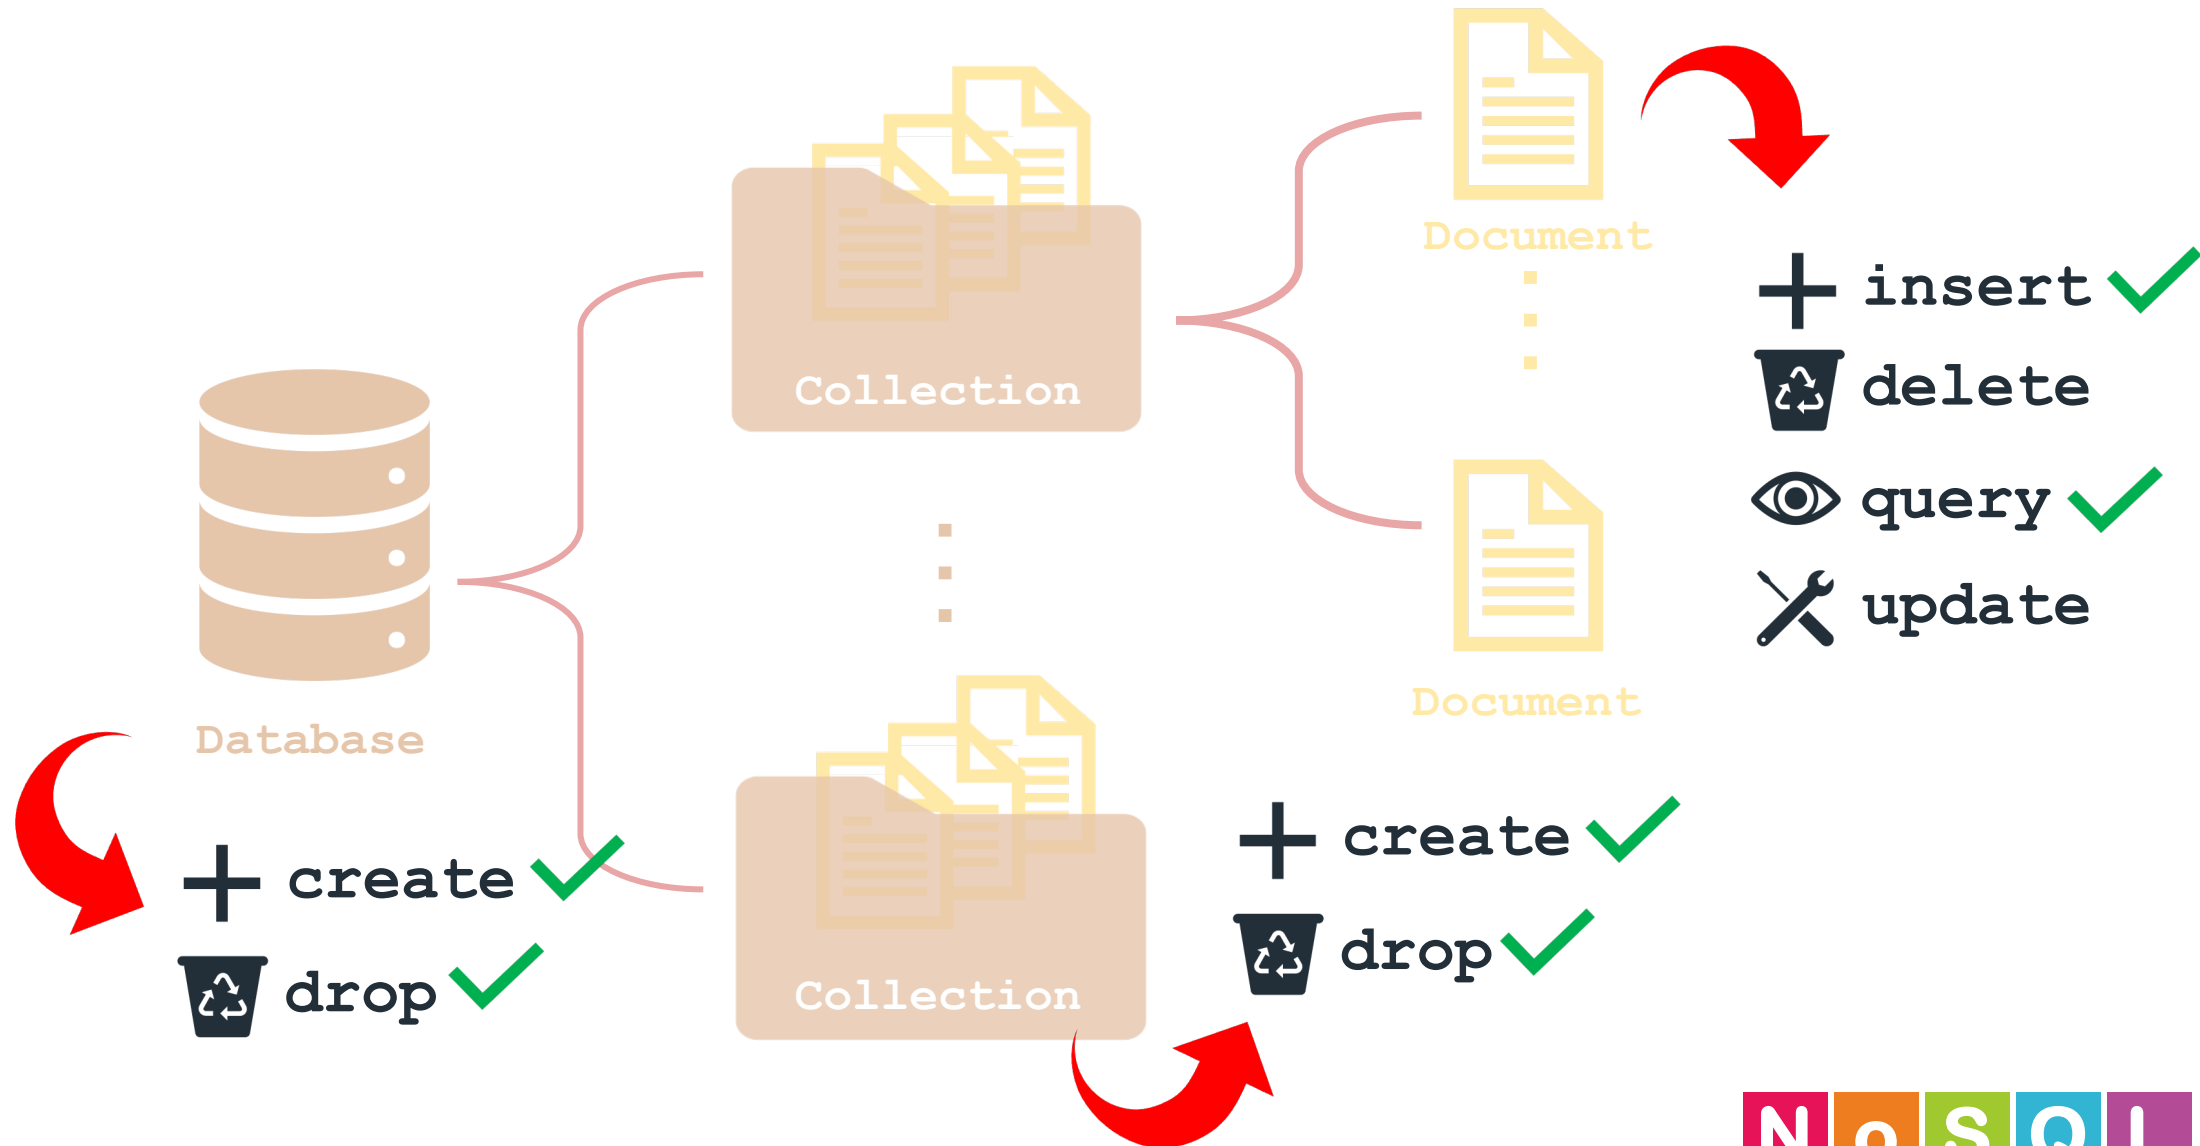 Document
insert
delete
query
update
Collection
Document
Database
create
drop
Collection
create
drop
NoSQL